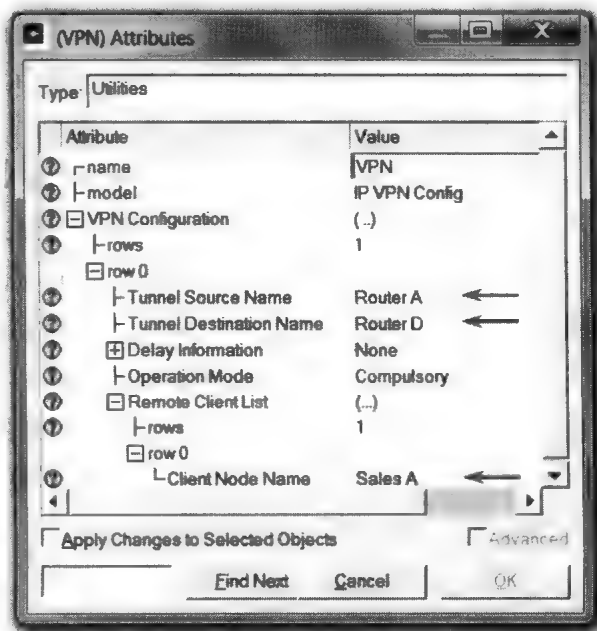 (VPN) Attributes
Type: Utilities
Attribute Value
name VPN
model IP VPN Config
VPN Configuration (...)
rows 1
row 0
Tunnel Source Name Router A
Tunnel Destination Name Router D
Delay Information None
Operation Mode Compulsory
Remote Client List (...)
rows 1
row 0
Client Node Name Sales A
Apply Changes to Selected Objects Advanced
Find Next Cancel OK